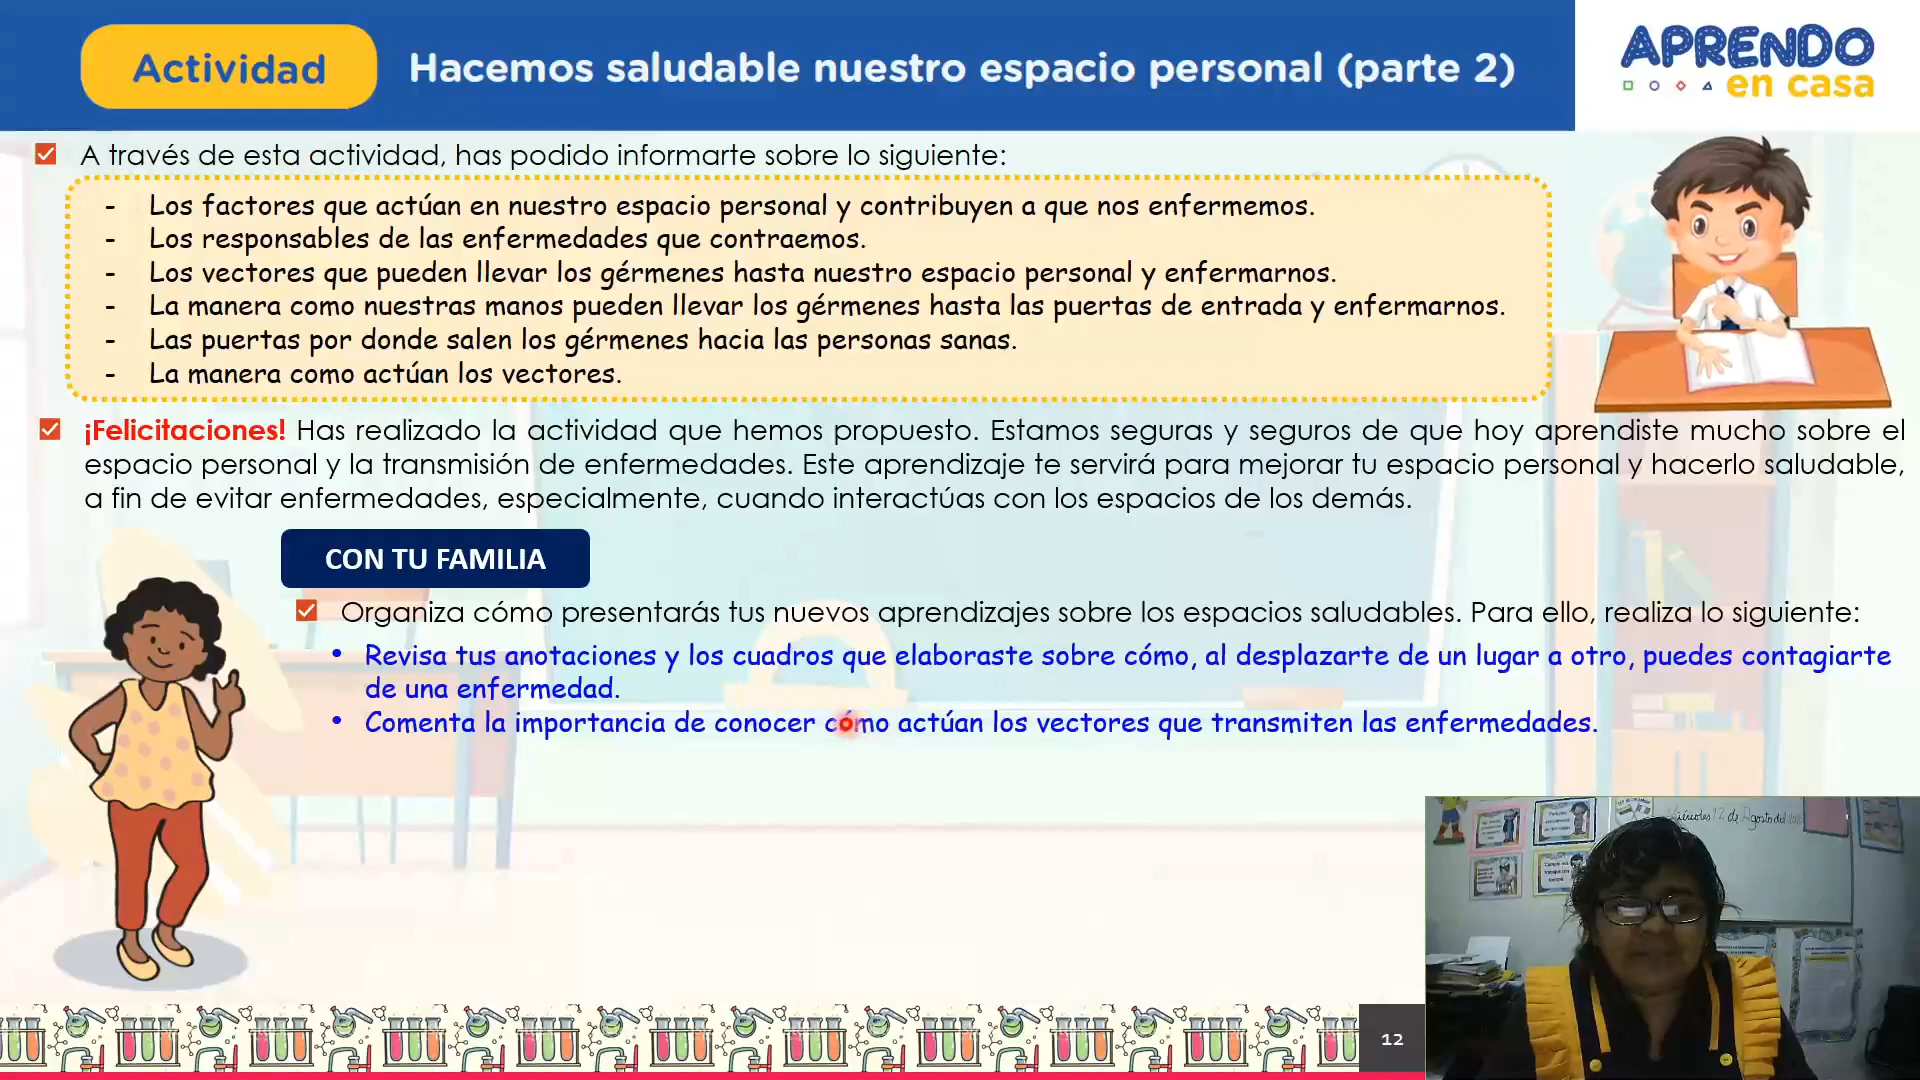 Actividad
Hacemos saludable nuestro espacio personal (parte 2)
APRENDO
en casa
A través de esta actividad, has podido informarte sobre lo siguiente:
- Los factores que actúan en nuestro espacio personal y contribuyen a que nos enfermemos.
- Los responsables de las enfermedades que contraemos.
- Los vectores que pueden llevar los gérmenes hasta nuestro espacio personal y enfermarnos.
- La manera como nuestras manos pueden llevar los gérmenes hasta las puertas de entrada y enfermarnos.
- Las puertas por donde salen los gérmenes hacia las personas sanas.
- La manera como actúan los vectores.
¡Felicitaciones! Has realizado la actividad que hemos propuesto. Estamos seguras y seguros de que hoy aprendiste mucho sobre el
espacio personal y la transmisión de enfermedades. Este aprendizaje te servirá para mejorar tu espacio personal y hacerlo saludable,
a fin de evitar enfermedades, especialmente, cuando interactúas con los espacios de los demás.
CON TU FAMILIA
Organiza cómo presentarás tus nuevos aprendizajes sobre los espacios saludables. Para ello, realiza lo siguiente:
• Revisa tus anotaciones y los cuadros que elaboraste sobre cómo, al desplazarte de un lugar a otro, puedes contagiarte
de una enfermedad.
• Comenta la importancia de conocer cómo actúan los vectores que transmiten las enfermedades.
Miércoles 12 de Agosto del
12